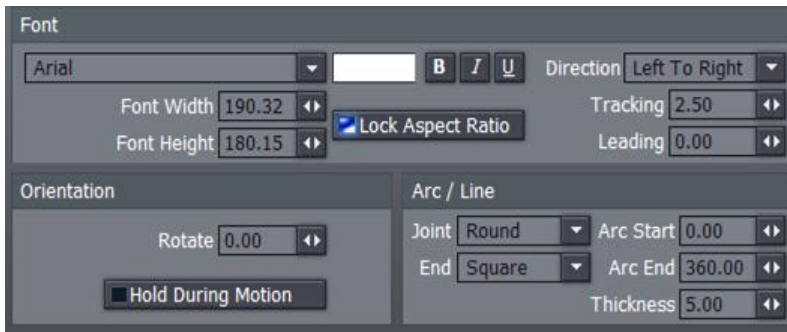 Font
Arial B I U Direction Left To Right
Font Width 190.32 Lock Aspect Ratio Tracking 2.50
Font Height 180.15 Leading 0.00
Orientation
Rotate 0.00
Hold During Motion
Arc / Line
Joint Round Arc Start 0.00
End Square Arc End 360.00
Thickness 5.00